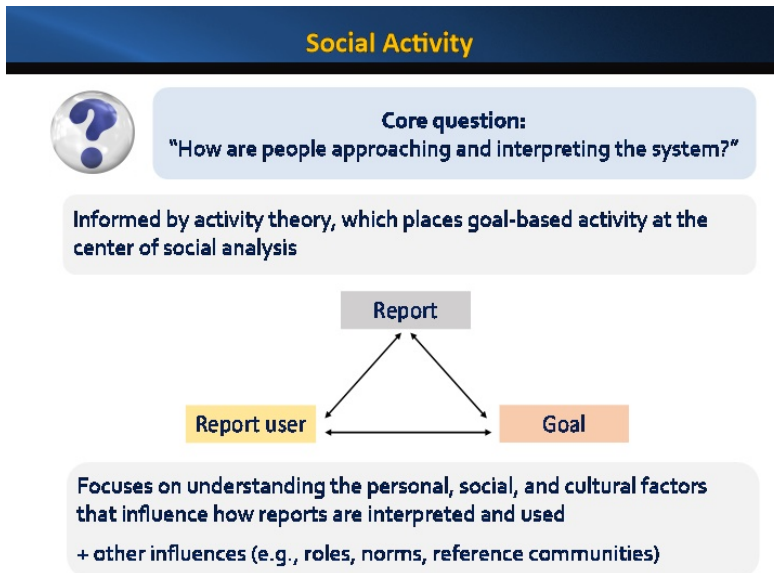 Social Activity
Core question:
“How are people approaching and interpreting the system?”
Informed by activity theory, which places goal-based activity at the
center of social analysis
Report
Report user
Goal
Focuses on understanding the personal, social, and cultural factors
that influence how reports are interpreted and used
+ other influences (e.g., roles, norms, reference communities)